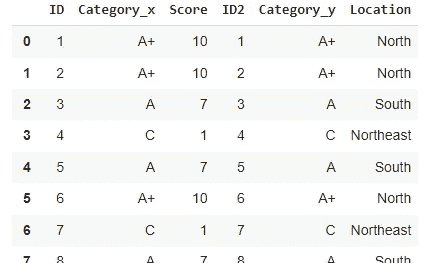 ID Category_x Score ID2 Category_y Location
0 1 A+ 10 1 A+ North
1 2 A+ 10 2 A+ North
2 3 A 7 3 A South
3 4 C 1 4 C Northeast
4 5 A 7 5 A South
5 6 A+ 10 6 A+ North
6 7 C 1 7 C Northeast
7 8 A 7 8 A South